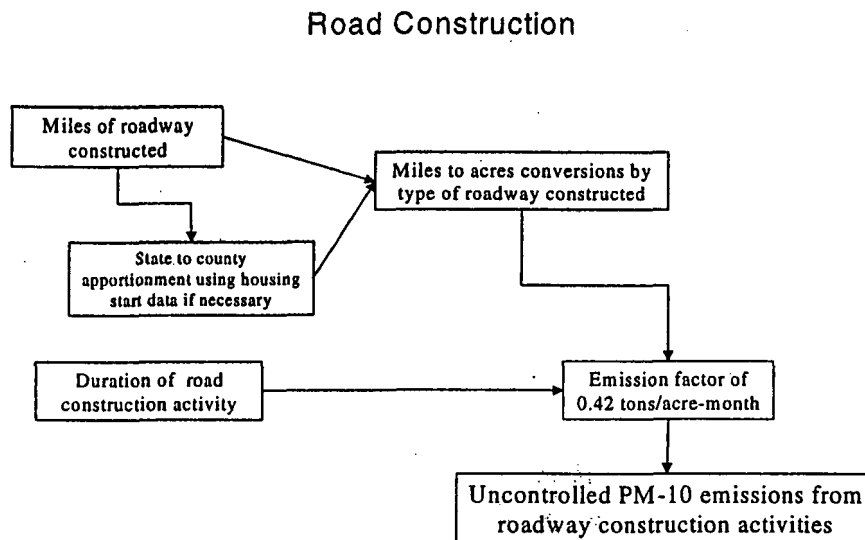 Road Construction
Miles of roadway
constructed
Miles to acres conversions by
type of roadway constructed
State to county
apportionment using housing
start data if necessary
Duration of road
construction activity
Emission factor of
0.42 tons/acre-month
Uncontrolled PM-10 emissions from
roadway construction activities